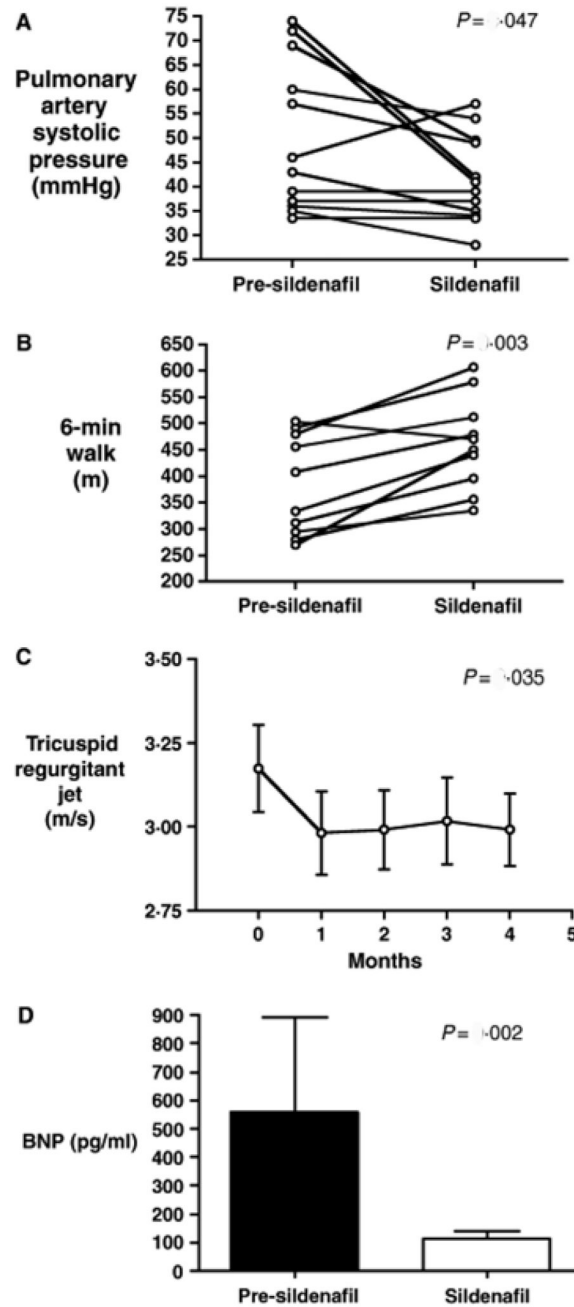 A
Pulmonary
artery
systolic
pressure
(mmHg)
75
70
65
60
55
50
45
40
35
30
25
P= ·047
Pre-sildenafil
Sildenafil
B
6-min
walk
(m)
650
600
550
500
450
400
350
300
250
200
P= ·003
Pre-sildenafil
Sildenafil
C
Tricuspid
regurgitant
jet
(m/s)
3·50
3·25
3·00
2·75
P= ·035
0 1 2 3 4 5
Months
D
BNP (pg/ml)
900
800
700
600
500
400
300
200
100
0
P= ·002
Pre-sildenafil
Sildenafil